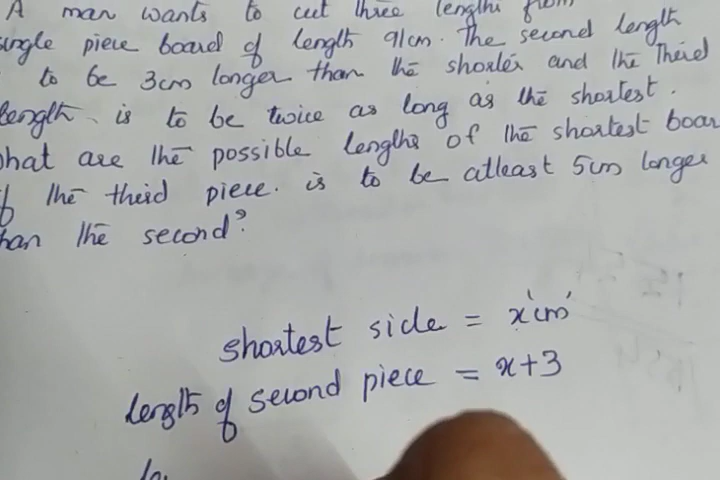 A man wants to cut three lengths from
single piece board of length 91cm. The second length
to be 3cm longer than the shorter and the Third
length is to be twice as long as the shortest.
What are the possible lengths of the shortest boar
if the third piece. is to be atleast 5cm longer
than the second?
shortest side = x'cm'
length of second piece = x+3